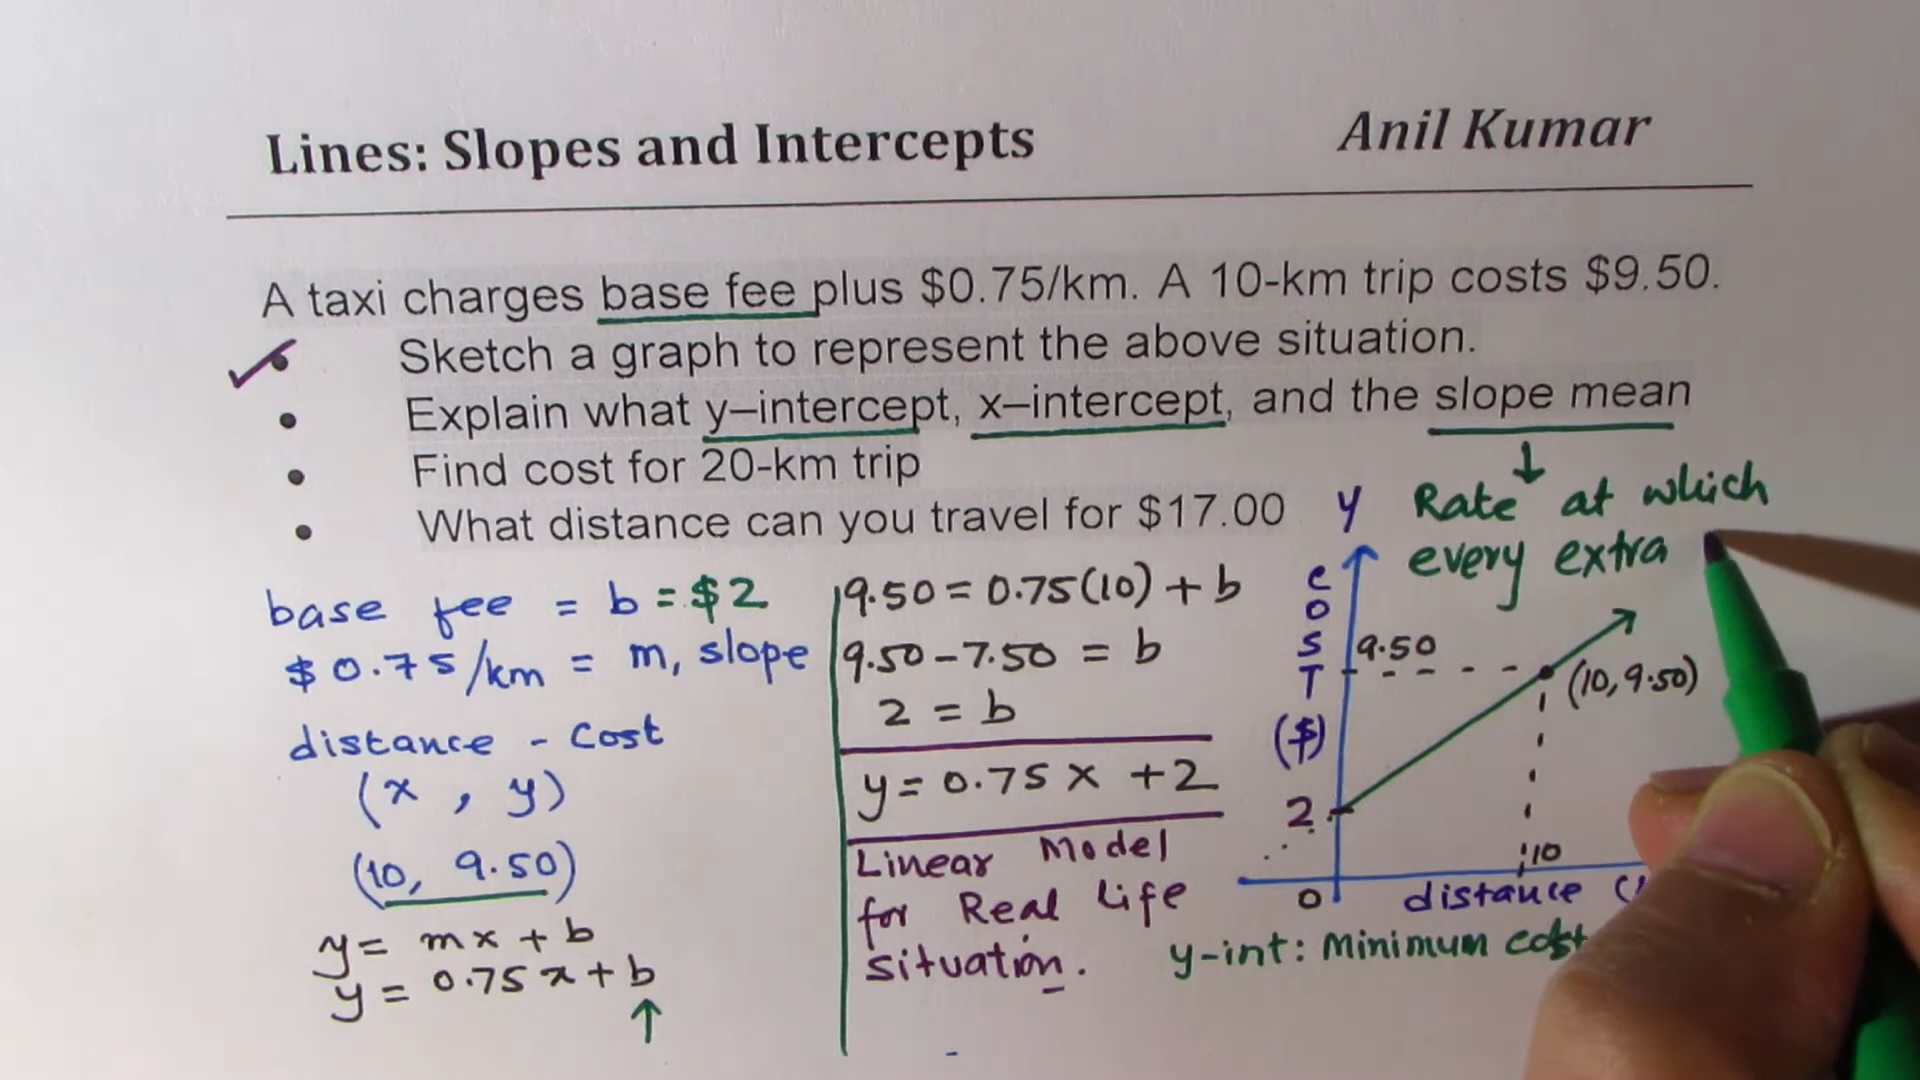 Lines: Slopes and Intercepts
Anil Kumar
A taxi charges base fee plus $0.75/km. A 10-km trip costs $9.50.
• Sketch a graph to represent the above situation.
• Explain what y–intercept, x–intercept, and the slope mean
• Find cost for 20-km trip
• What distance can you travel for $17.00
base fee = b = $2
$0.75/km = m, slope
distance - Cost
(x, y)
(10, 9.50)
y = mx + b
y = 0.75x + b
↑
9.50 = 0.75(10) + b
9.50 - 7.50 = b
2 = b
y = 0.75x + 2
Linear Model
for Real Life
situation.
↓
Rate at which
every extra
y
COST
($)
9.50
(10, 9.50)
2
10
0
distance (
y-int: Minimum cost